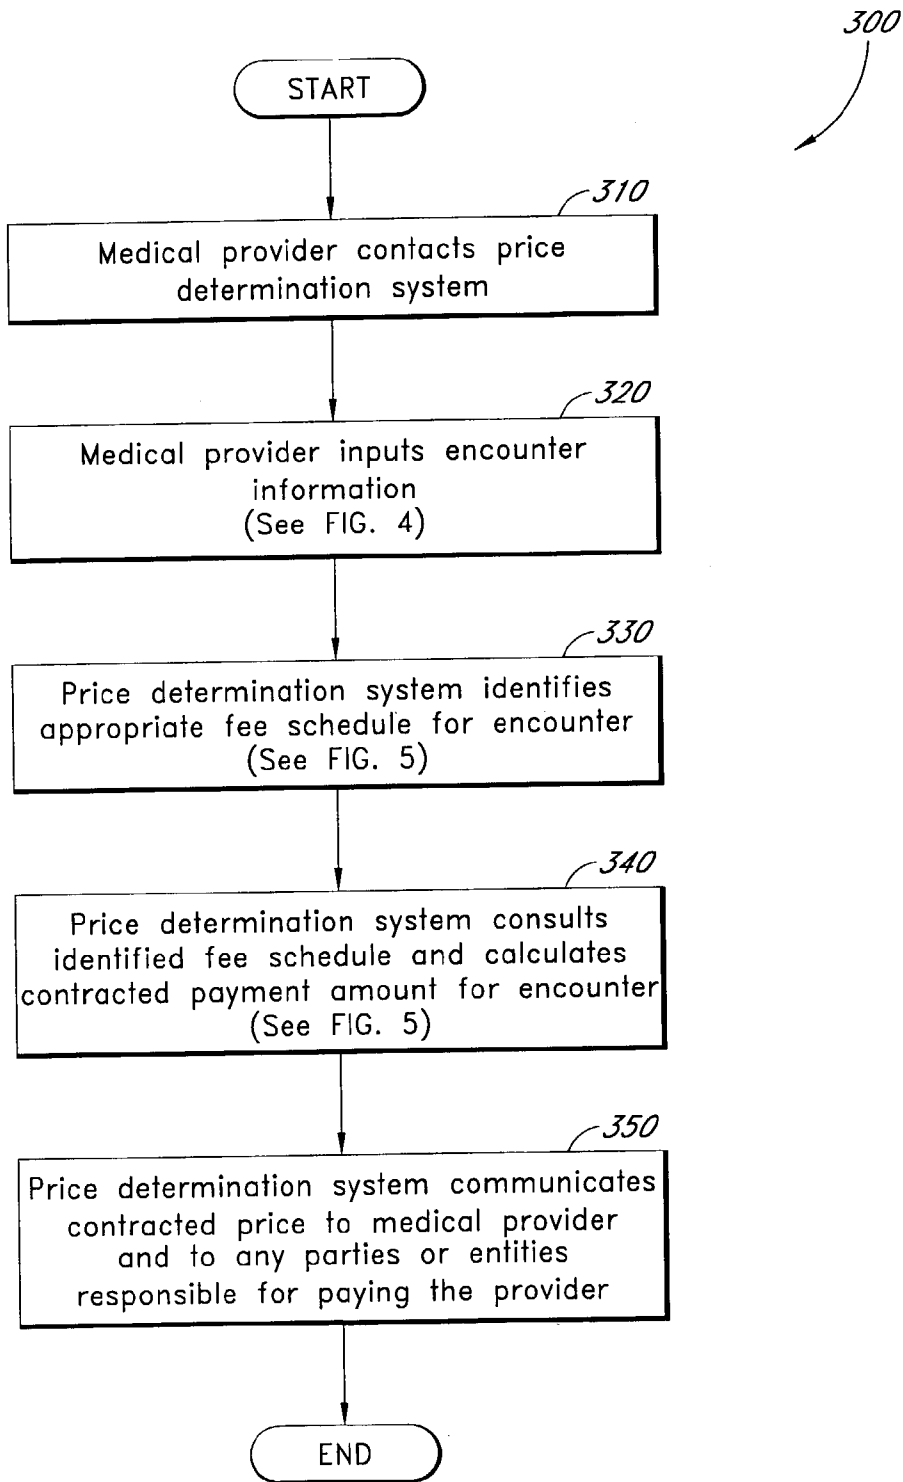 300
START
310
Medical provider contacts price
determination system
320
Medical provider inputs encounter
information
(See FIG. 4)
330
Price determination system identifies
appropriate fee schedule for encounter
(See FIG. 5)
340
Price determination system consults
identified fee schedule and calculates
contracted payment amount for encounter
(See FIG. 5)
350
Price determination system communicates
contracted price to medical provider
and to any parties or entities
responsible for paying the provider
END